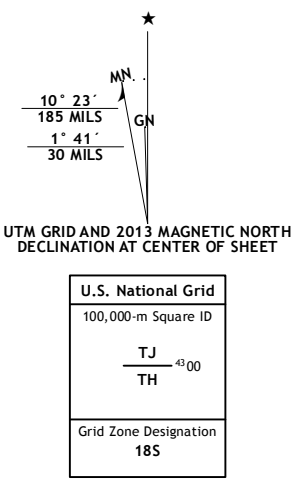 ★
MN
GN
10° 23´
185 MILS
1° 41´
30 MILS
UTM GRID AND 2013 MAGNETIC NORTH
DECLINATION AT CENTER OF SHEET
U.S. National Grid
100,000-m Square ID
TJ
4300
TH
Grid Zone Designation
18S